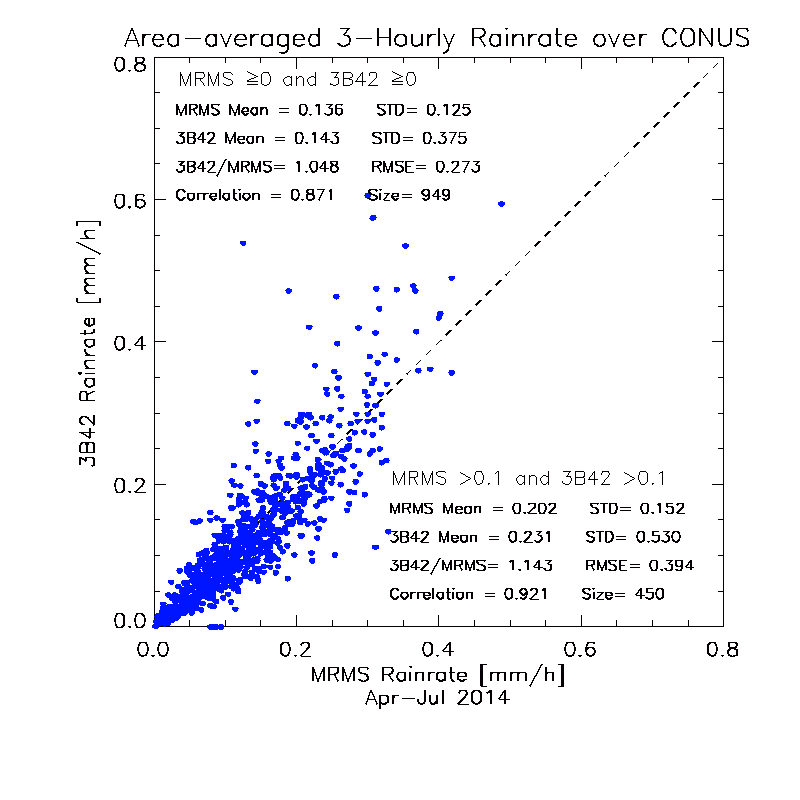 Area-averaged 3-Hourly Rainrate over CONUS
0.8
MRMS ≧0 and 3B42 ≧0
MRMS Mean = 0.136 STD= 0.125
3B42 Mean = 0.143 STD= 0.375
3B42/MRMS= 1.048 RMSE= 0.273
Correlation = 0.871 Size= 949
0.6
0.4
0.2
0.0
3B42 Rainrate [mm/h]
MRMS >0.1 and 3B42 >0.1
MRMS Mean = 0.202 STD= 0.152
3B42 Mean = 0.231 STD= 0.530
3B42/MRMS= 1.143 RMSE= 0.394
Correlation = 0.921 Size= 450
0.0 0.2 0.4 0.6 0.8
MRMS Rainrate [mm/h]
Apr-Jul 2014